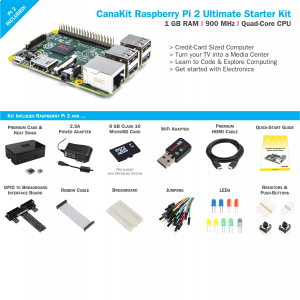 PI 2
INCLUDED!
CanaKit Raspberry Pi 2 Ultimate Starter Kit
1 GB RAM | 900 MHz | Quad-Core CPU
> Credit-Card Sized Computer
> Turn your TV into a Media Center
> Learn to Code & Explore Computing
> Get started with Electronics
Kit Includes Raspberry Pi 2 and ...
Premium Case &
Heat Sinks
2.5A
Power Adapter
8 GB Class 10
MicroSD Card
Pre-loaded
with Operating System
WiFi Adapter
Premium
HDMI Cable
Quick-Start Guide
GPIO to Breadboard
Interface Board
Ribbon Cable
Breadboard
Jumpers
LEDs
Resistors &
Push-Buttons